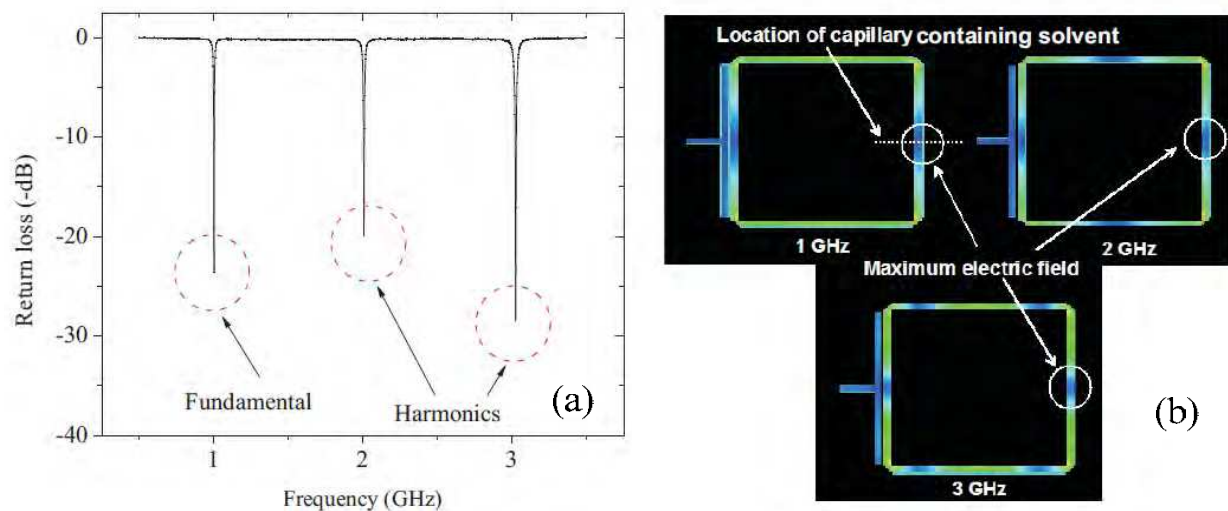 0
-10
-20
-30
-40
Return loss (-dB)
1
2
3
Frequency (GHz)
Fundamental
Harmonics
(a)
Location of capillary containing solvent
1 GHz
2 GHz
Maximum electric field
3 GHz
(b)